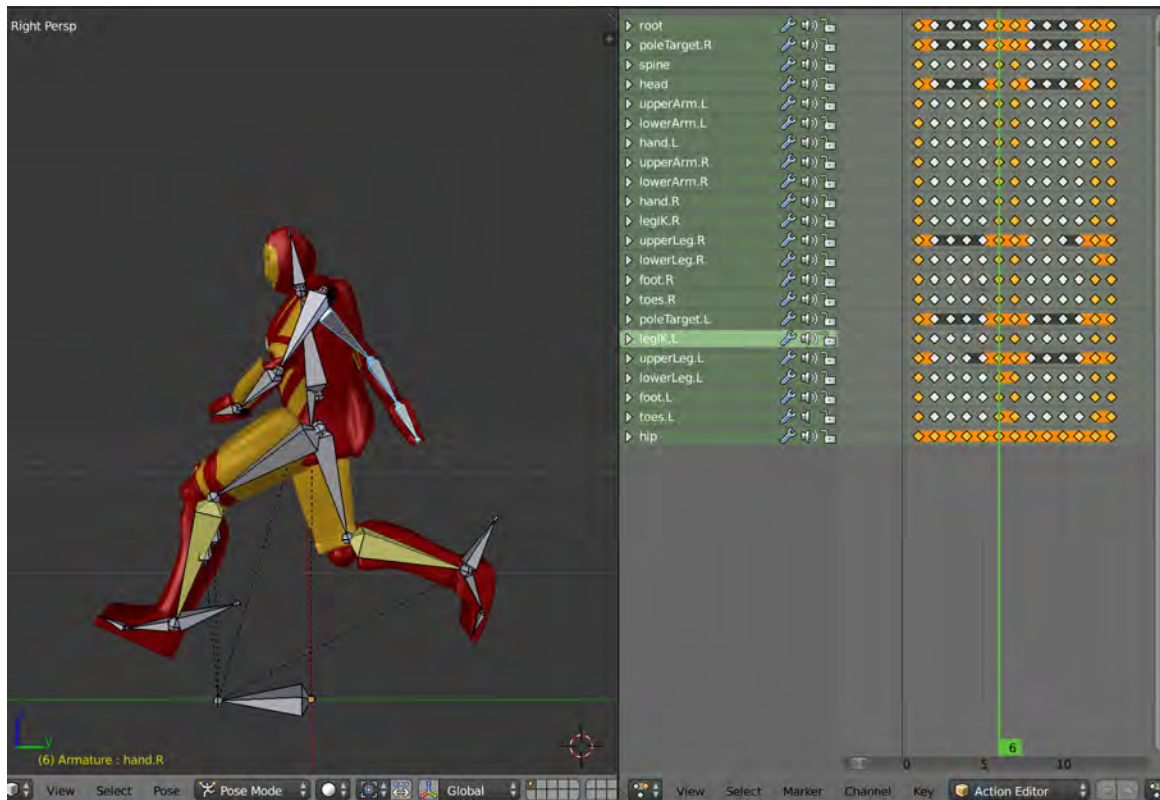 Right Persp
root
poleTarget.R
spine
head
upperArm.L
lowerArm.L
hand.L
upperArm.R
lowerArm.R
hand.R
legIK.R
upperLeg.R
lowerLeg.R
foot.R
toes.R
poleTarget.L
legIK.L
upperLeg.L
lowerLeg.L
foot.L
toes.L
hip
z
y
(6) Armature : hand.R
6
0 5 10
View Select Pose Pose Mode Global
View Select Marker Channel Key Action Editor